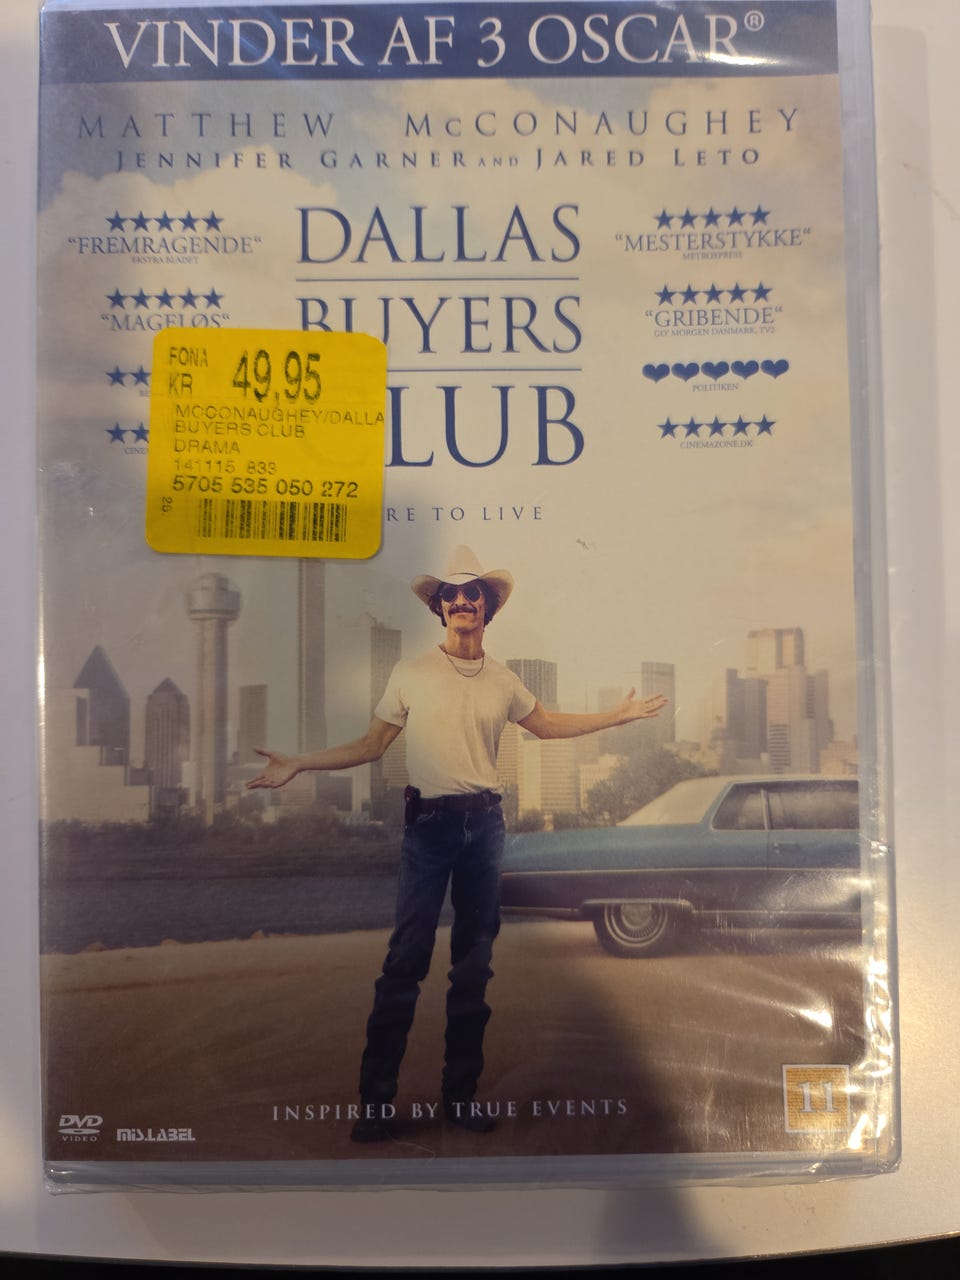 VINDER AF 3 OSCAR®
MATTHEW McCONAUGHEY
JENNIFER GARNER AND JARED LETO
"FREMRAGENDE"
EKSTRA BLADET
"MAGELØS"
DALLAS
BUYERS
CLUB
"MESTERSTYKKE"
METROXPRESS
"GRIBENDE"
GO' MORGEN DANMARK, TV2
POLITIKEN
CINEMAZONE.DK
FONA
KR 49,95
MCCONAUGHEY/DALLA
BUYERS CLUB
DRAMA
141115 833
5705 535 050 272
26
RE TO LIVE
INSPIRED BY TRUE EVENTS
11
DVD
VIDEO
MIS.LABEL